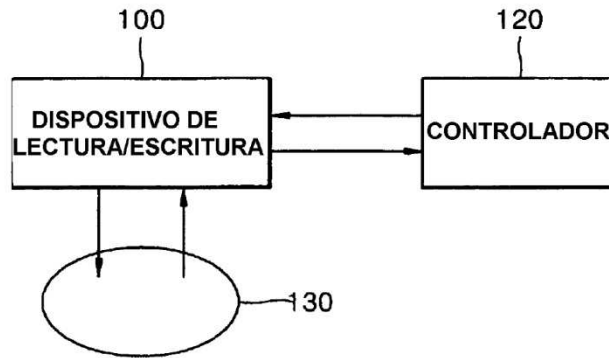 100
120
DISPOSITIVO DE
LECTURA/ESCRITURA
CONTROLADOR
130